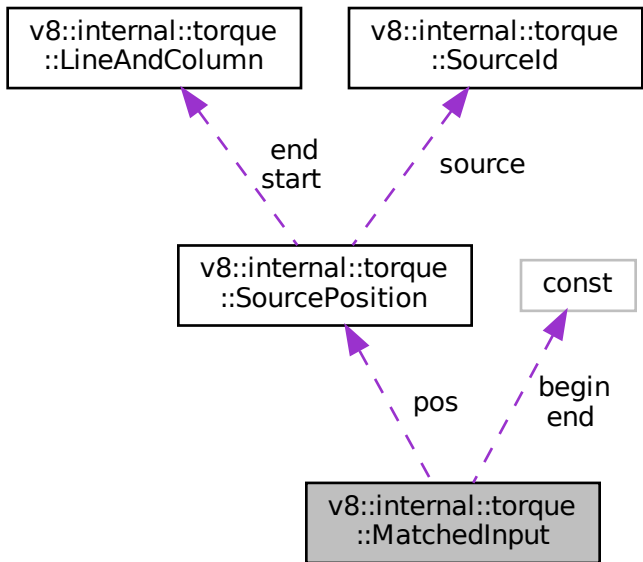 v8::internal::torque
::LineAndColumn
v8::internal::torque
::SourceId
end
start
source
v8::internal::torque
::SourcePosition
const
pos
begin
end
v8::internal::torque
::MatchedInput